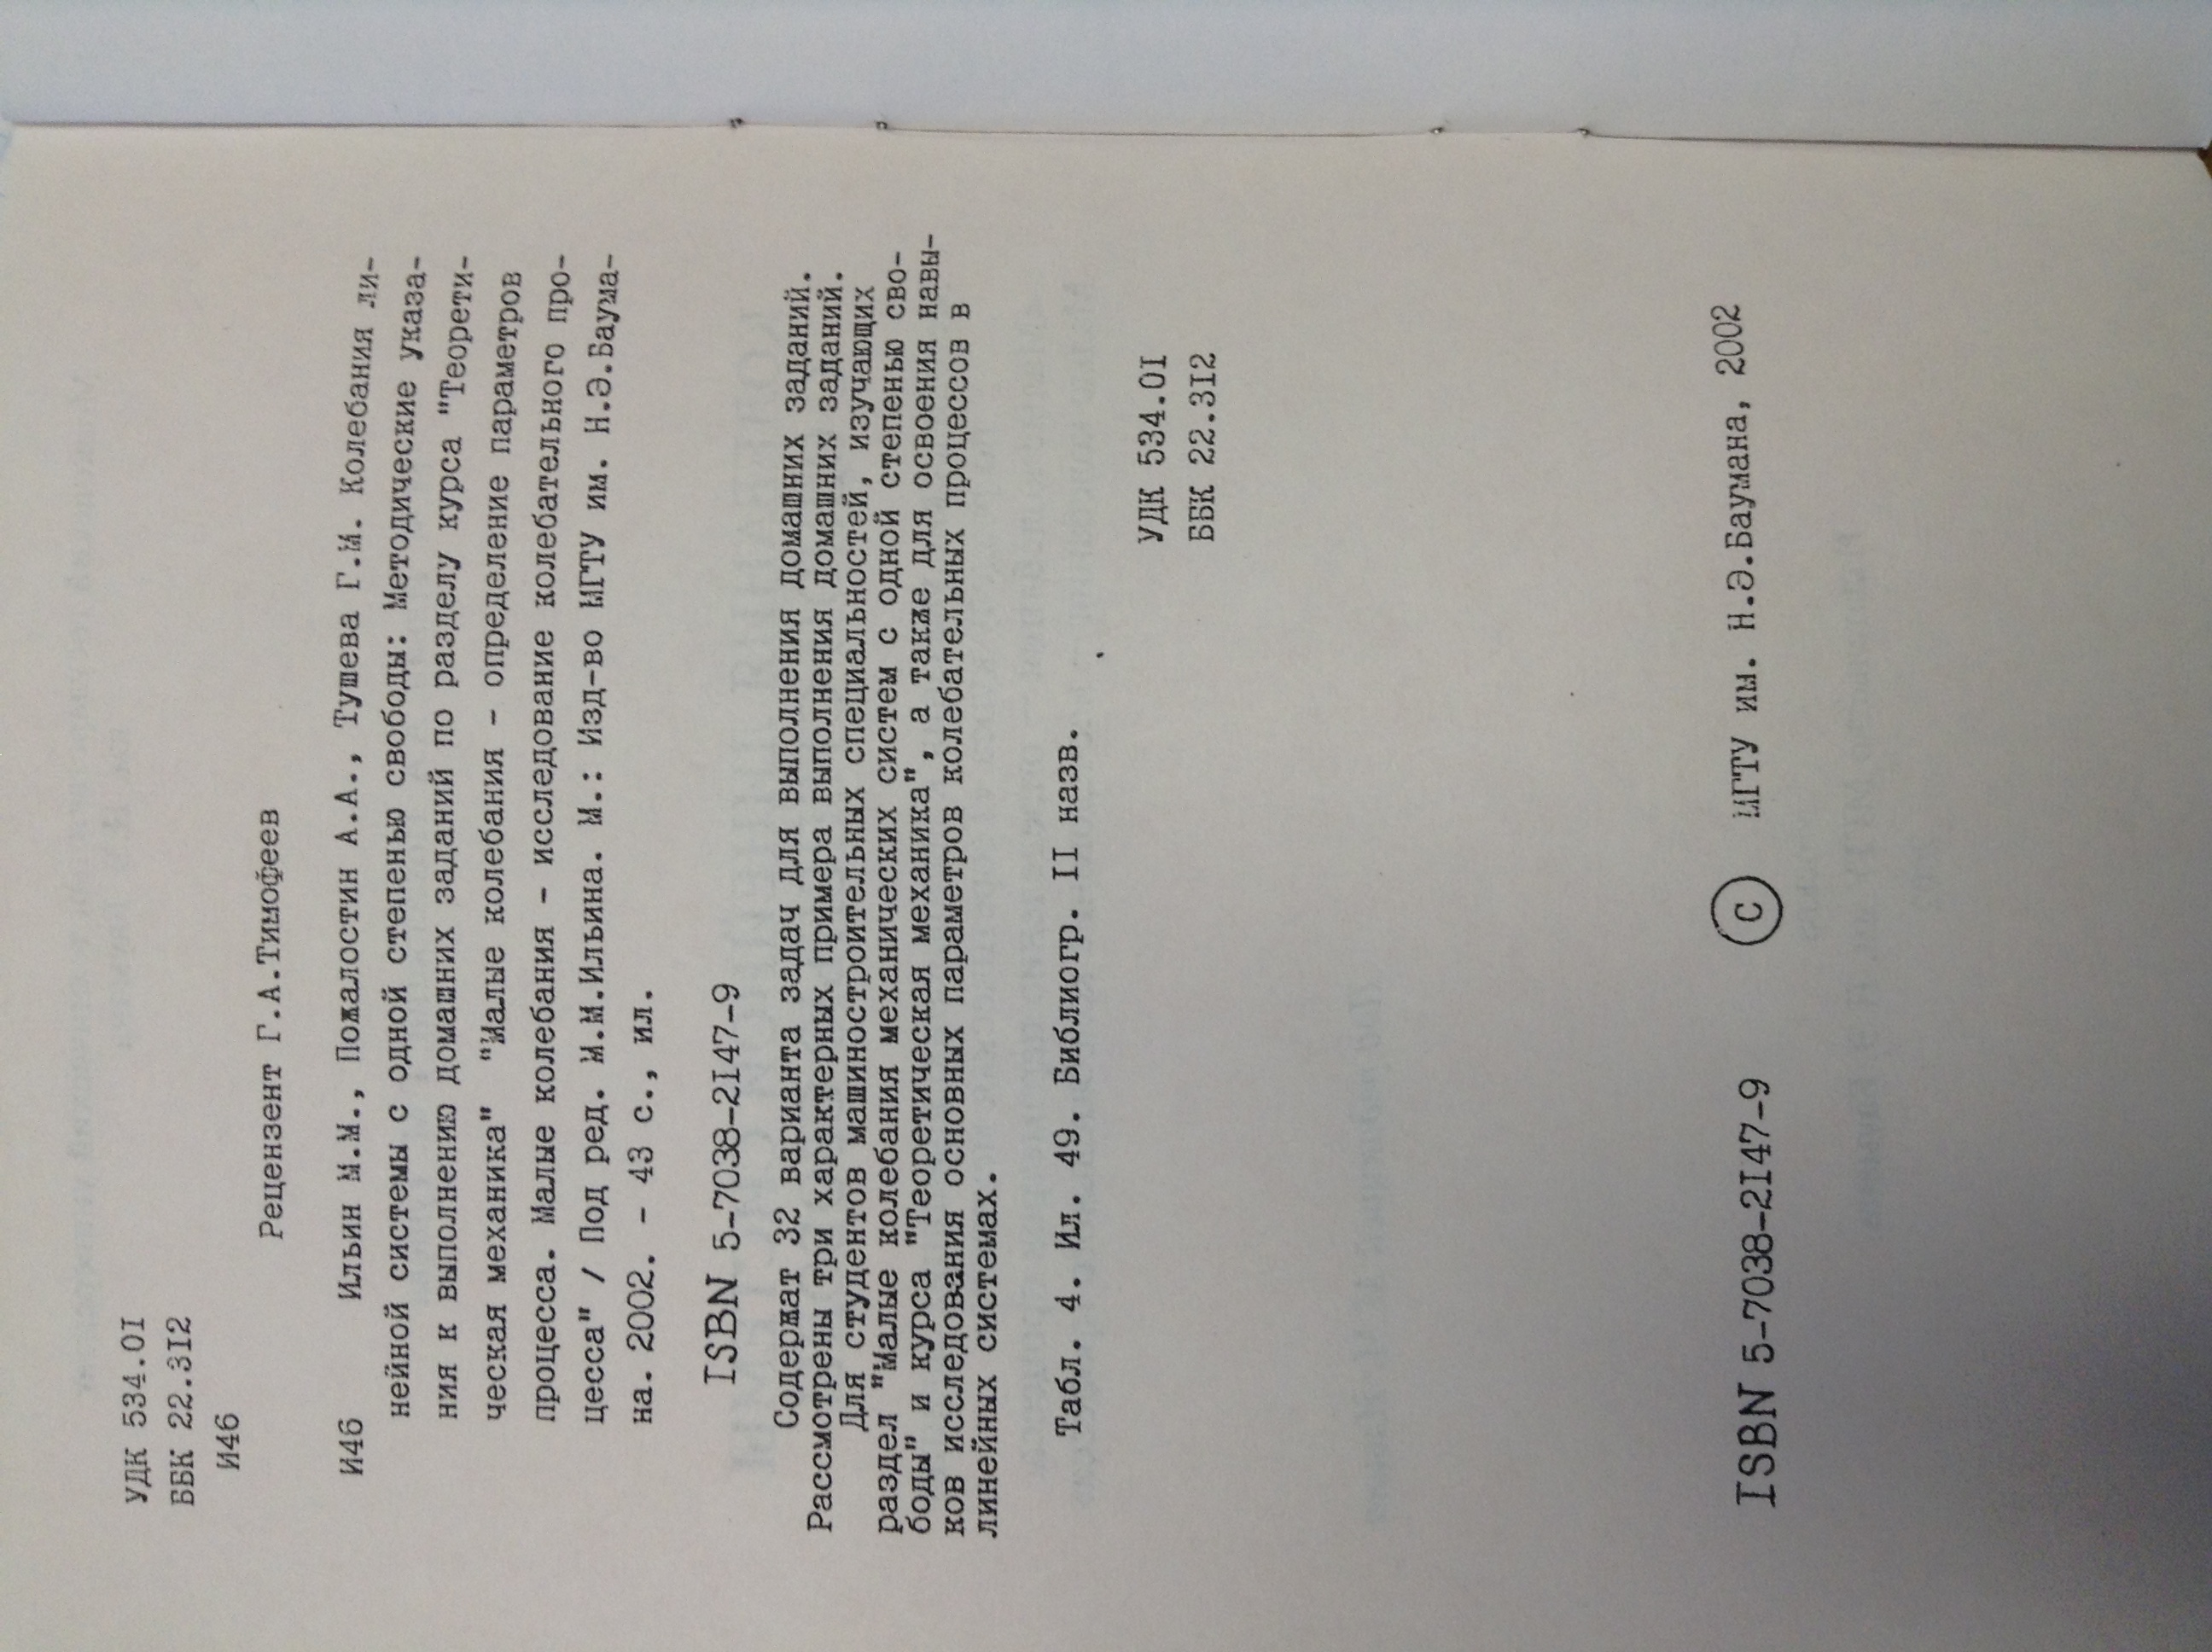 УДК 534.01
ББК 22.312
И46
Рецензент Г.А.Тимофеев
И46 Ильин М.М., Пожалостин А.А., Тушева Г.М. Колебания ли-
нейной системы с одной степенью свободы: Методические указа-
ния к выполнению домашних заданий по разделу курса "Теорети-
ческая механика" "Малые колебания - определение параметров
процесса. Малые колебания - исследование колебательного про-
цесса" / Под ред. М.М.Ильина. М.: Изд-во МГТУ им. Н.Э.Баума-
на. 2002. - 43 с., ил.
ISBN 5-7038-2147-9
Содержат 32 варианта задач для выполнения домашних заданий.
Рассмотрены три характерных примера выполнения домашних заданий.
Для студентов машиностроительных специальностей, изучающих
раздел "Малые колебания механических систем с одной степенью сво-
боды" и курса "Теоретическая механика", а также для освоения навы-
ков исследования основных параметров колебательных процессов в
линейных системах.
Табл. 4. Ил. 49. Библиогр. II назв.
УДК 534.01
ББК 22.312
ISBN 5-7038-2147-9 © МГТУ им. Н.Э.Баумана, 2002